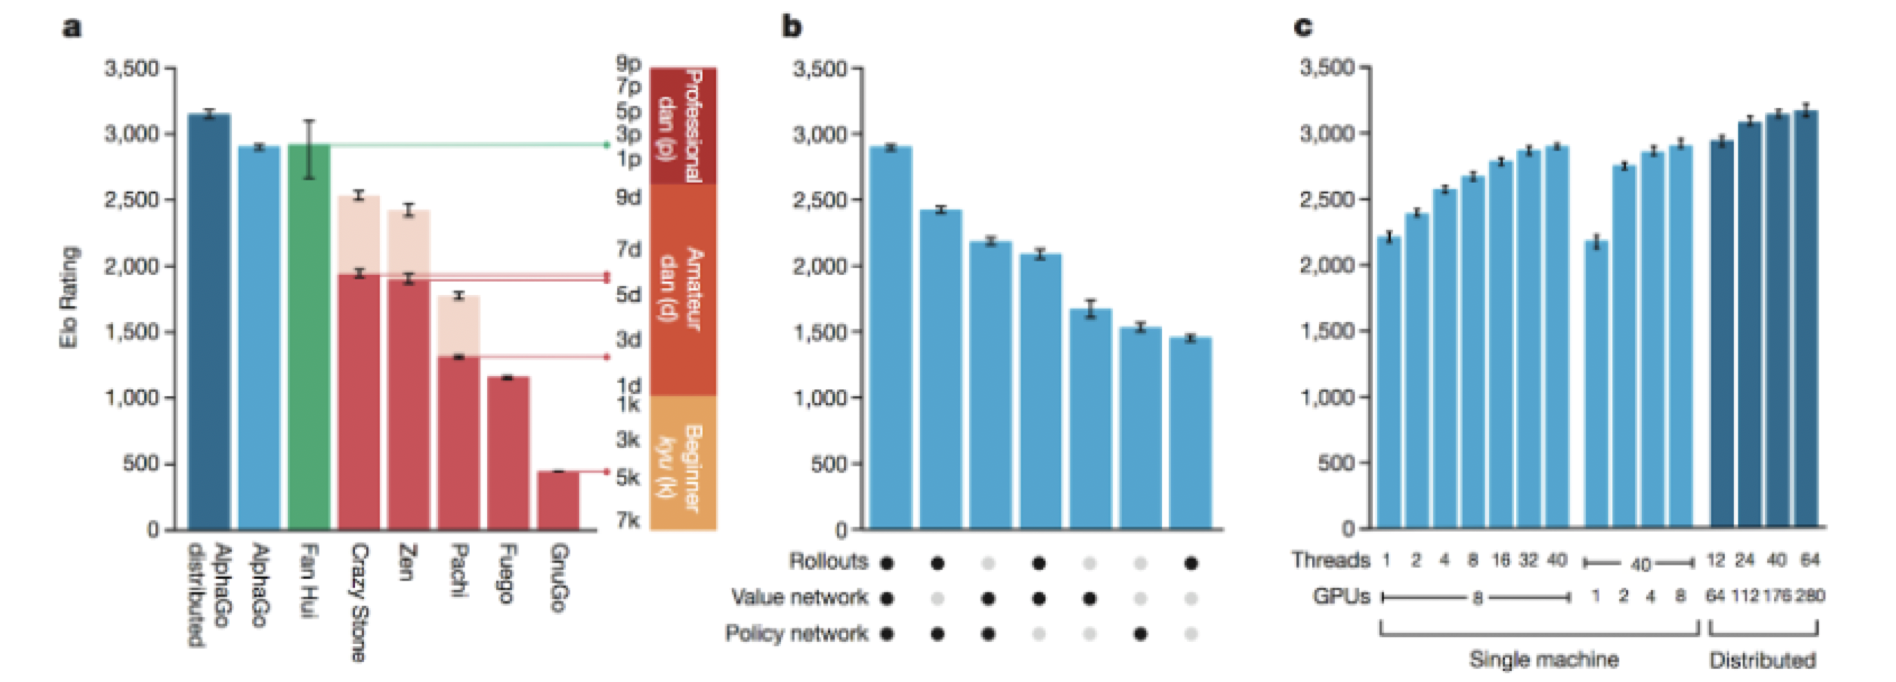 a
3,500
3,000
2,500
2,000
1,500
1,000
500
0
Elo Rating
AlphaGo distributed
AlphaGo
Fan Hui
Crazy Stone
Zen
Pachi
Fuego
GnuGo
9p
7p
5p
3p
1p
9d
7d
5d
3d
1d
1k
3k
5k
7k
Professional
dan (p)
Amateur
dan (d)
Beginner
kyu (k)
b
3,500
3,000
2,500
2,000
1,500
1,000
500
0
Rollouts
Value network
Policy network
c
3,500
3,000
2,500
2,000
1,500
1,000
500
0
Threads 1 2 4 8 16 32 40 40 12 24 40 64
GPUs 8 1 2 4 8 64 112 176 280
Single machine Distributed